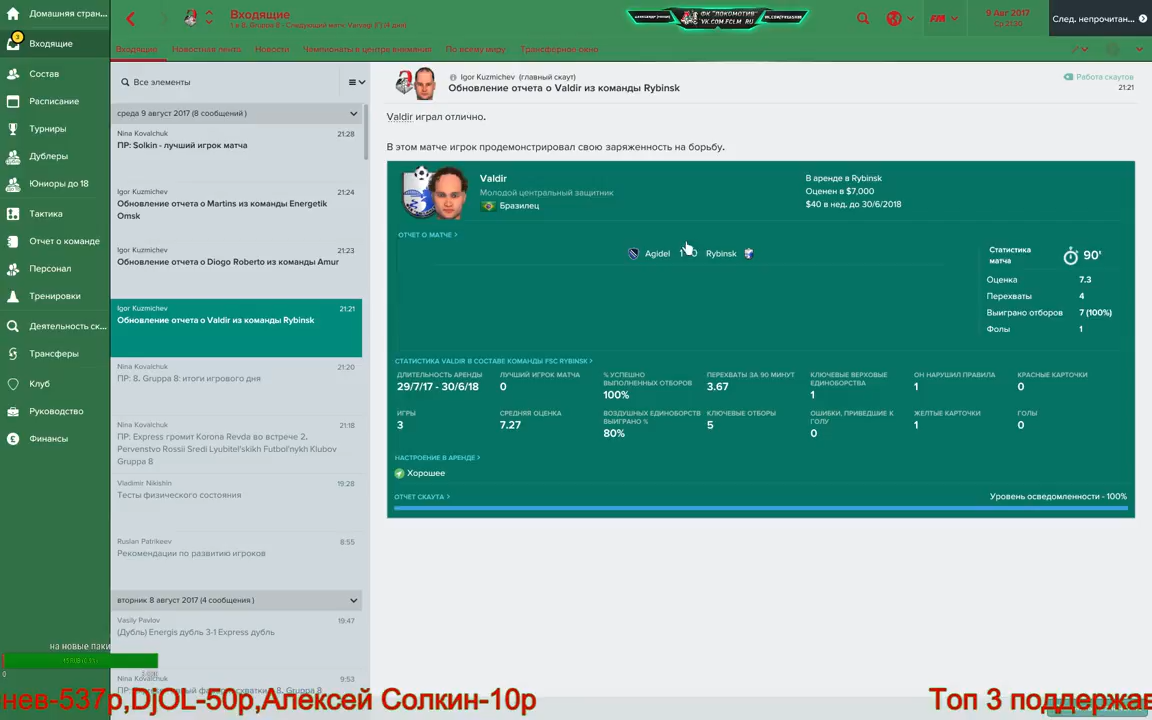 Домашняя стран...
Входящие
3
Состав
Расписание
Турниры
Дублеры
Юниоры до 18
Тактика
Отчет о команде
Персонал
Тренировки
Деятельность ск...
Трансферы
Клуб
Руководство
Финансы
Входящие
ФК "ЛОКОМОТИВ"
VK.COM/FCLM_RU
FM
9 Авг 2017
Ср 21:30
След. непрочитан...
Входящие
Новостная лента
Новости
Чемпионаты в центре внимания
По всему миру
Трансферное окно
Все элементы
среда 9 август 2017 (8 сообщений )
Nina Kovalchuk
21:28
ПР: Solkin - лучший игрок матча
Igor Kuzmichev
21:24
Обновление отчета о Martins из команды Energetik
Omsk
Igor Kuzmichev
21:23
Обновление отчета о Diogo Roberto из команды Amur
Igor Kuzmichev
21:21
Обновление отчета о Valdir из команды Rybinsk
Nina Kovalchuk
21:20
ПР: 8. Gruppa 8: итоги игрового дня
Nina Kovalchuk
21:18
ПР: Express громит Korona Revda во встрече 2.
Pervenstvo Rossii Sredi Lyubitel'skikh Futbol'nykh Klubov
Gruppa 8
Vladimir Nikishin
19:28
Тесты физического состояния
Ruslan Patrikeev
8:55
Рекомендации по развитию игроков
вторник 8 август 2017 (4 сообщения )
Vasily Pavlov
19:47
(Дубль) Energis дубль 3-1 Express дубль
Nina Kovalchuk
9:53
Igor Kuzmichev (главный скаут)
Обновление отчета о Valdir из команды Rybinsk
Работа скаутов
21:21
Valdir играл отлично.
В этом матче игрок продемонстрировал свою заряженность на борьбу.
Valdir
Молодой центральный защитник
Бразилец
В аренде в Rybinsk
Оценен в $7,000
$40 в нед. до 30/6/2018
ОТЧЕТ О МАТЧЕ >
Agidel 1 0 Rybinsk
Статистика
матча
90'
Оценка 7.3
Перехваты 4
Выиграно отборов 7 (100%)
Фолы 1
СТАТИСТИКА VALDIR В СОСТАВЕ КОМАНДЫ FSC RYBINSK >
ДЛИТЕЛЬНОСТЬ АРЕНДЫ
29/7/17 - 30/6/18
ЛУЧШИЙ ИГРОК МАТЧА
0
% УСПЕШНО
ВЫПОЛНЕННЫХ ОТБОРОВ
100%
ПЕРЕХВАТЫ ЗА 90 МИНУТ
3.67
КЛЮЧЕВЫЕ ВЕРХОВЫЕ
ЕДИНОБОРСТВА
1
ОН НАРУШИЛ ПРАВИЛА
1
КРАСНЫЕ КАРТОЧКИ
0
ИГРЫ
3
СРЕДНЯЯ ОЦЕНКА
7.27
ВОЗДУШНЫХ ЕДИНОБОРСТВ
ВЫИГРАНО %
80%
КЛЮЧЕВЫЕ ОТБОРЫ
5
ОШИБКИ, ПРИВЕДШИЕ К
ГОЛУ
0
ЖЕЛТЫЕ КАРТОЧКИ
1
ГОЛЫ
0
НАСТРОЕНИЕ В АРЕНДЕ >
Хорошее
ОТЧЕТ СКАУТА >
Уровень осведомленности - 100%
на новые паки
0
нев-537р,DjOL-50р,Алексей Солкин-10р
Топ 3 поддержав